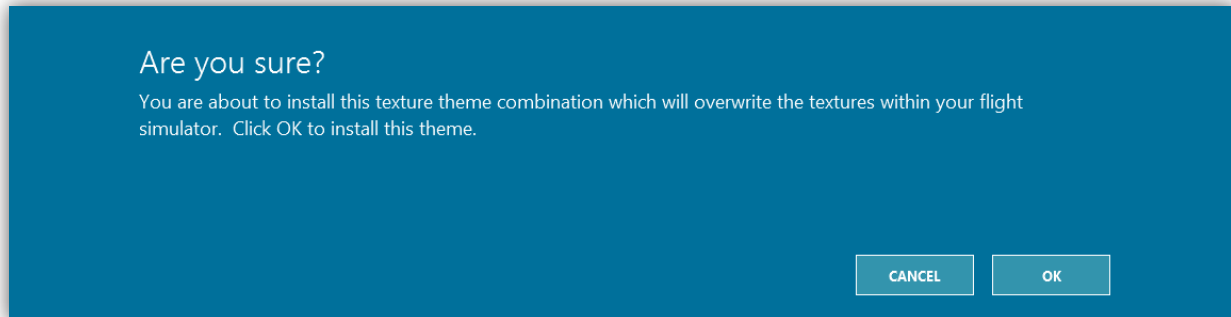 Are you sure?
You are about to install this texture theme combination which will overwrite the textures within your flight
simulator.  Click OK to install this theme.
CANCEL
OK